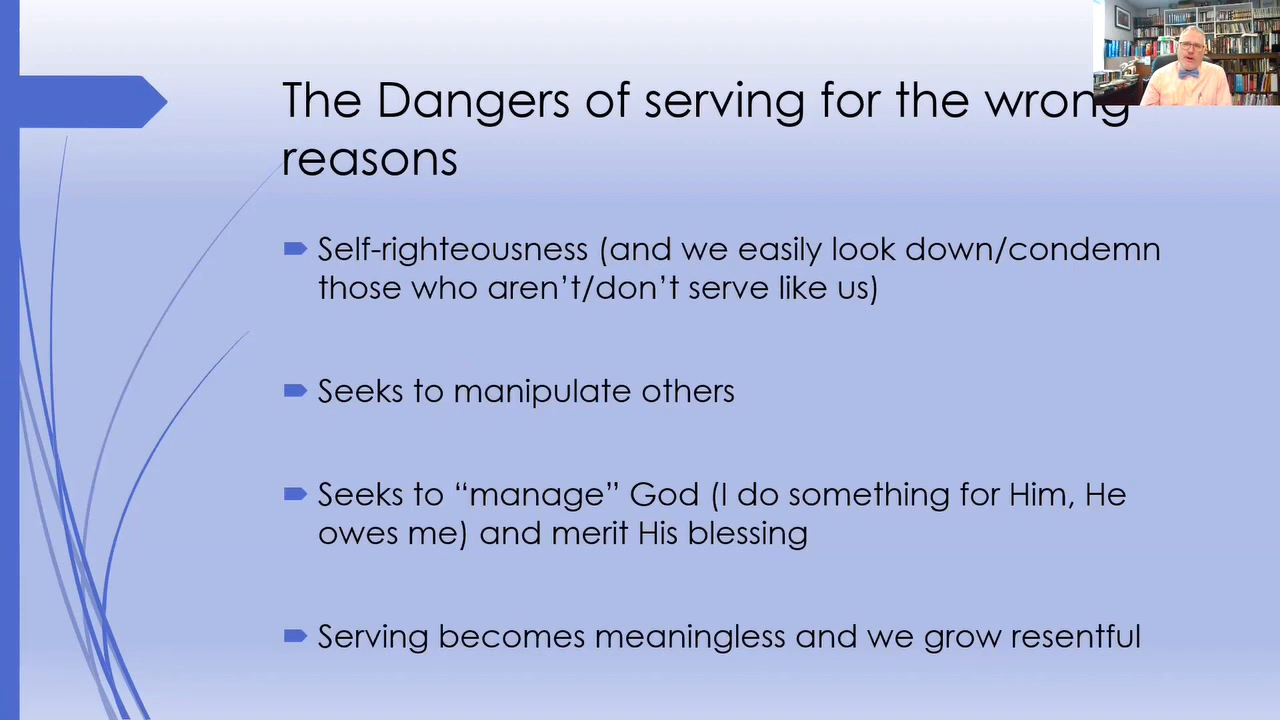 The Dangers of serving for the wrong
reasons
Self-righteousness (and we easily look down/condemn
those who aren’t/don’t serve like us)
Seeks to manipulate others
Seeks to “manage” God (I do something for Him, He
owes me) and merit His blessing
Serving becomes meaningless and we grow resentful